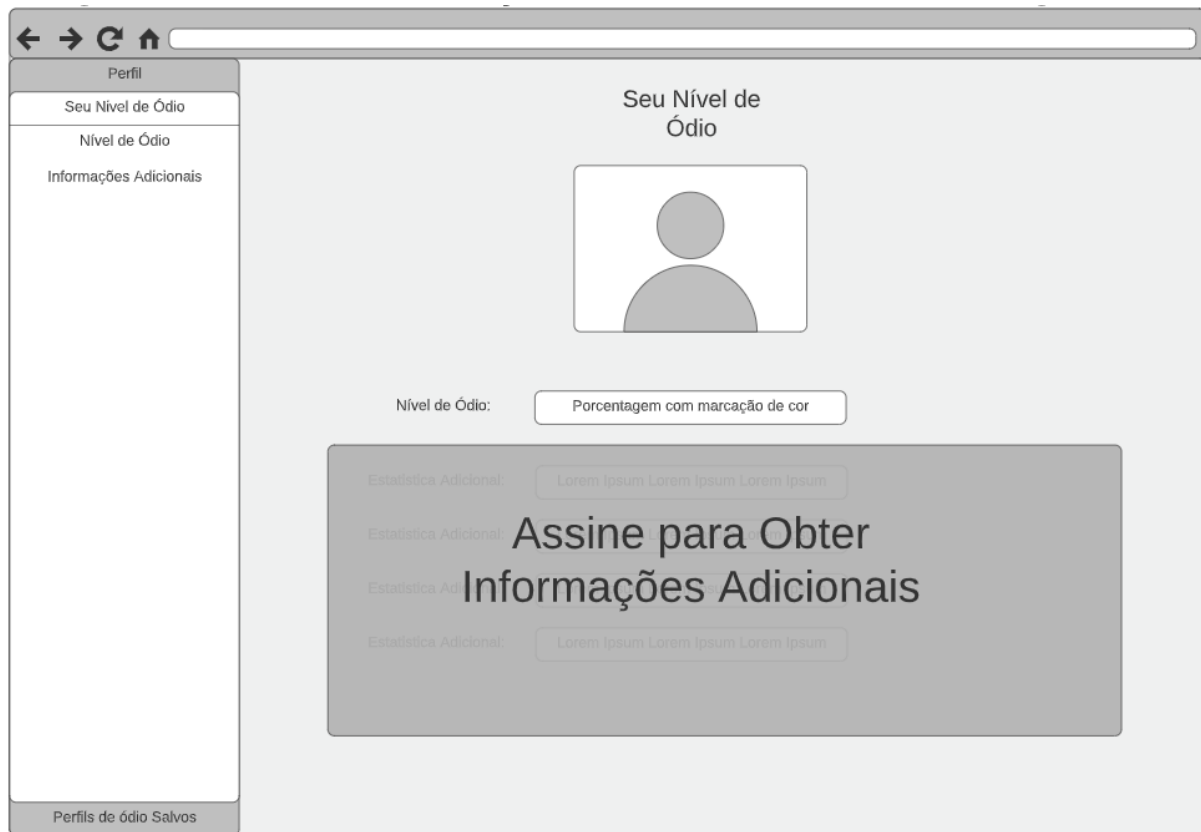 Perfil
Seu Nivel de Ódio
Nível de Ódio
Informações Adicionais
Perfils de ódio Salvos
Seu Nível de
Ódio
Nível de Ódio:
Porcentagem com marcação de cor
Estatistica Adicional:
Lorem Ipsum Lorem Ipsum Lorem Ipsum
Estatistica Adicional:
Estatistica Adicional:
Assine para Obter
Informações Adicionais
Estatistica Adicional:
Lorem Ipsum Lorem Ipsum Lorem Ipsum